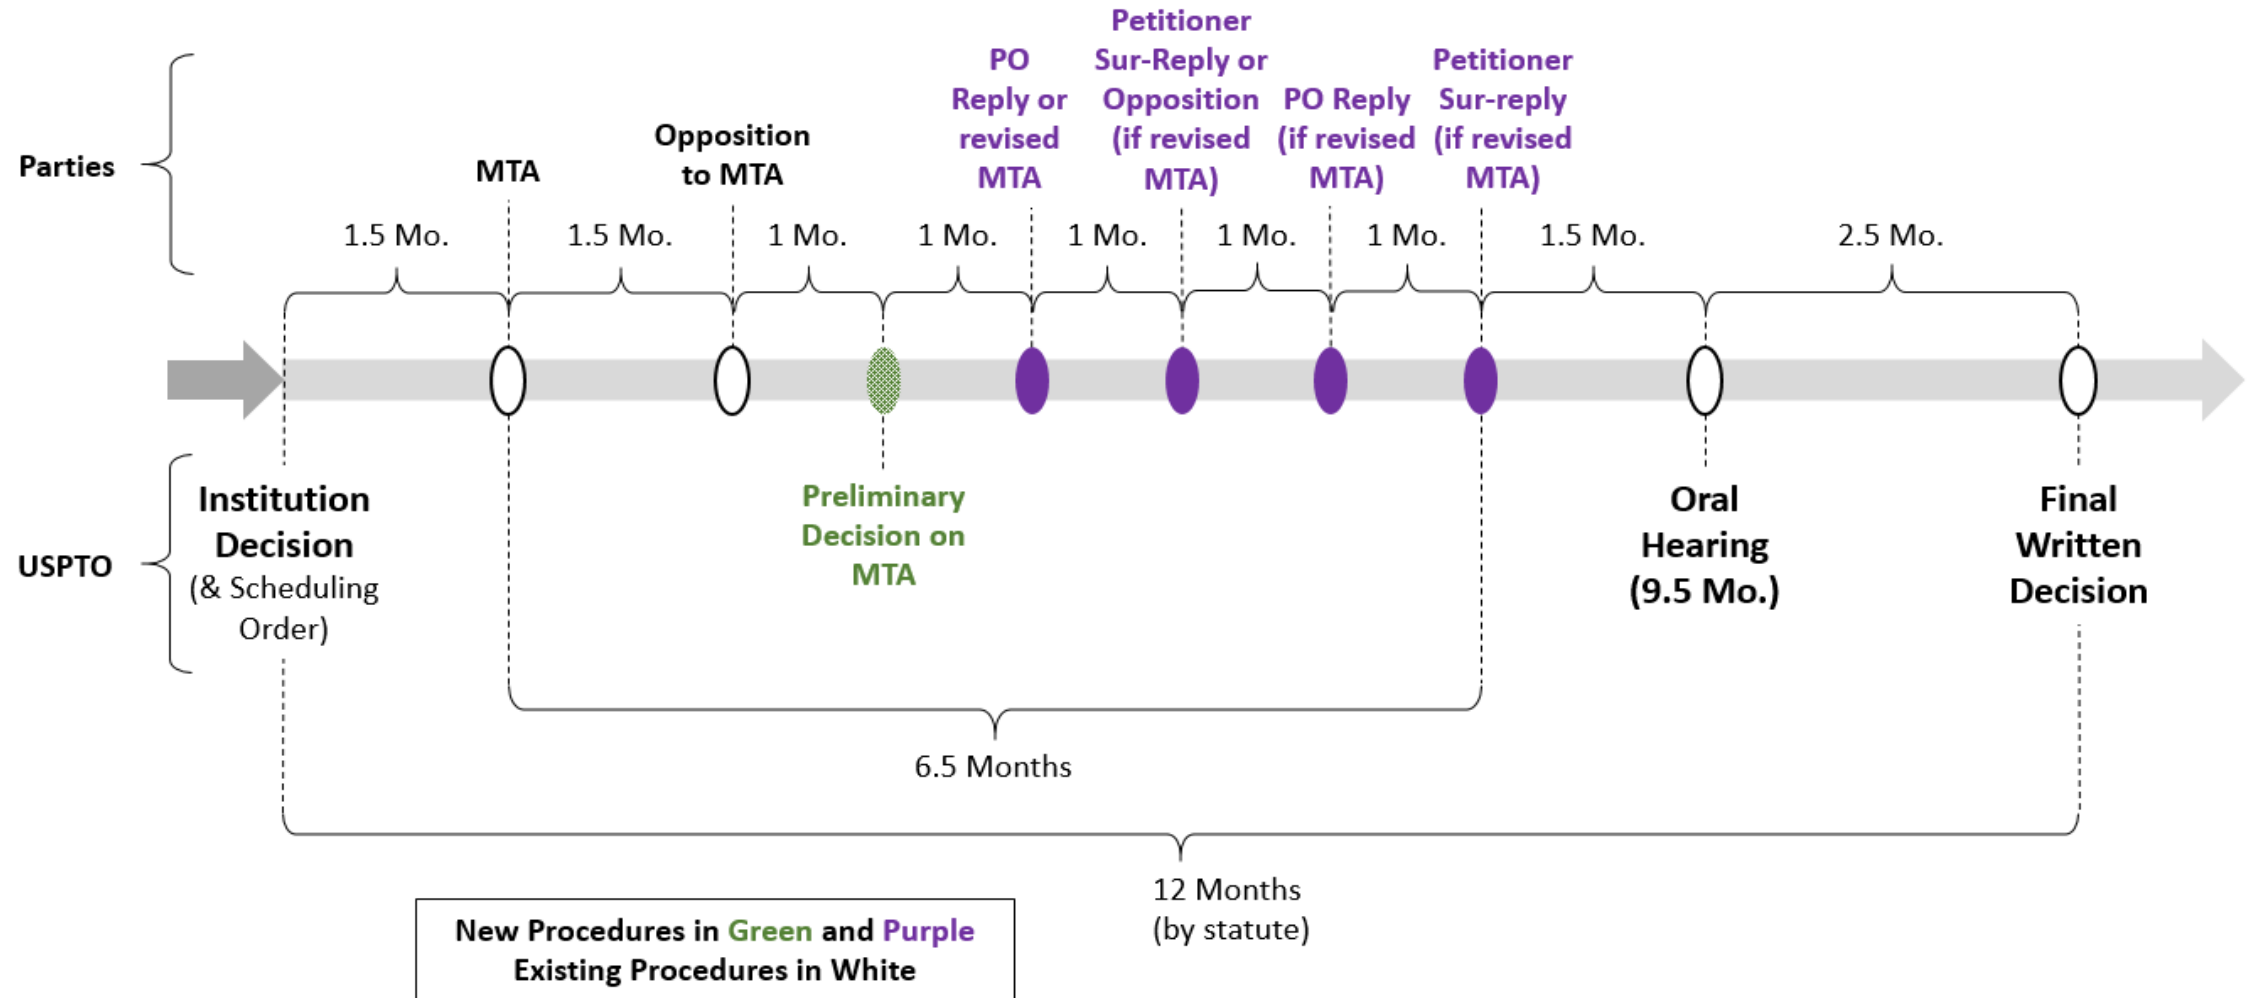 Petitioner
Sur-Reply or
Opposition
(if revised
MTA)
PO
Reply or
revised
MTA
PO Reply
(if revised
MTA)
Petitioner
Sur-reply
(if revised
MTA)
Opposition
to MTA
MTA
Parties
1.5 Mo.
1.5 Mo.
1 Mo.
1 Mo.
1 Mo.
1 Mo.
1 Mo.
1.5 Mo.
2.5 Mo.
USPTO
Institution
Decision
(& Scheduling
Order)
Preliminary
Decision on
MTA
Oral
Hearing
(9.5 Mo.)
Final
Written
Decision
6.5 Months
12 Months
(by statute)
New Procedures in Green and Purple
Existing Procedures in White